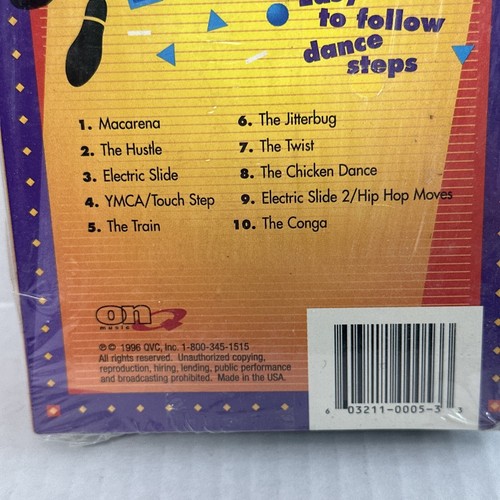 Easy
to follow
dance
steps
1. Macarena
2. The Hustle
3. Electric Slide
4. YMCA/Touch Step
5. The Train
6. The Jitterbug
7. The Twist
8. The Chicken Dance
9. Electric Slide 2/Hip Hop Moves
10. The Conga
on
music
℗© 1996 QVC, Inc. 1-800-345-1515
All rights reserved. Unauthorized copying,
reproduction, hiring, lending, public performance
and broadcasting prohibited. Made in the USA.
6 03211-0005-3 3